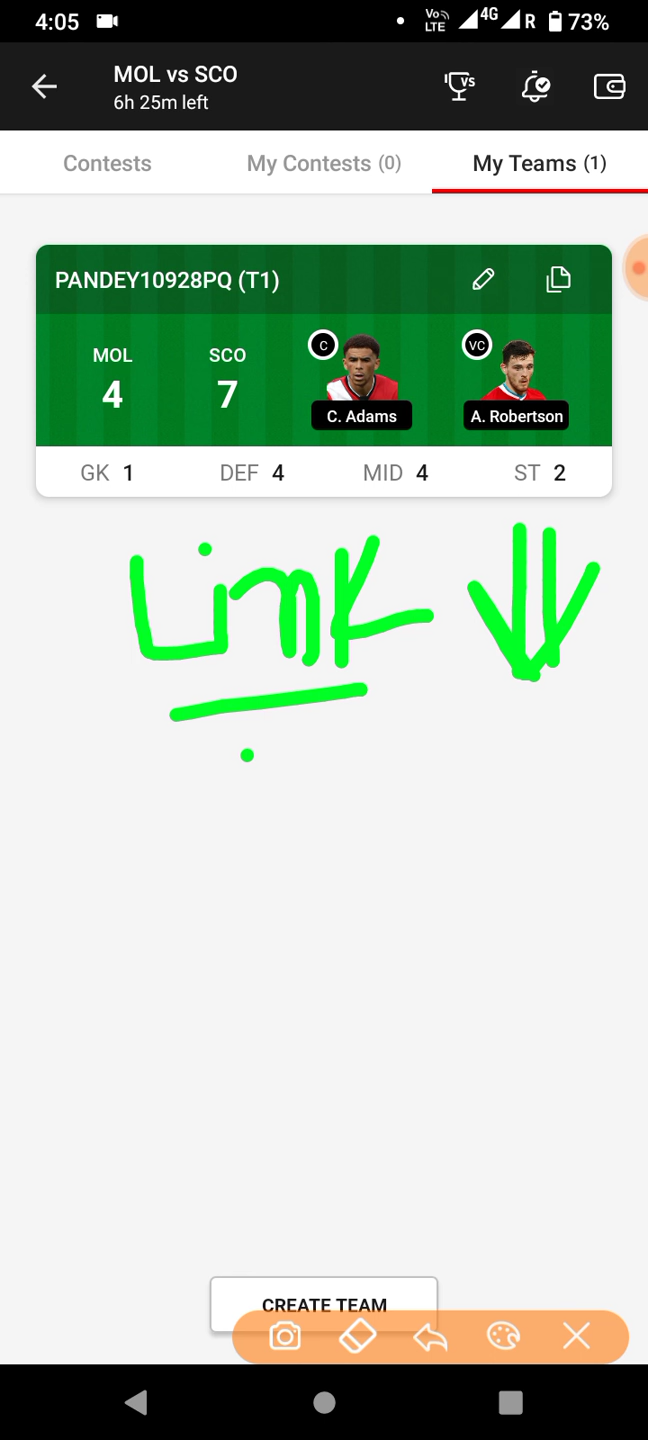 4:05 Vo LTE 4G R 73%
MOL vs SCO
6h 25m left
VS
Contests My Contests (0) My Teams (1)
PANDEY10928PQ (T1)
MOL SCO C VC
4 7
C. Adams A. Robertson
GK 1 DEF 4 MID 4 ST 2
Link
CREATE TEAM